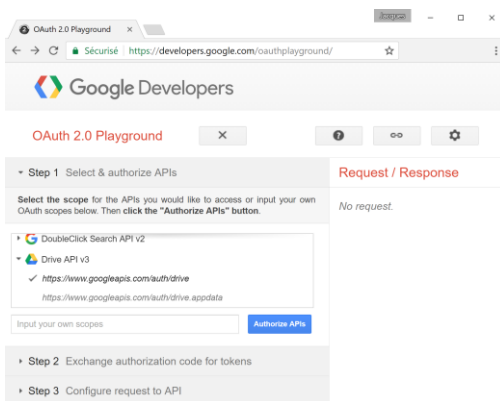 Jacques
OAuth 2.0 Playground
Sécurisé https://developers.google.com/oauthplayground/
Google Developers
OAuth 2.0 Playground
Step 1 Select & authorize APIs
Select the scope for the APIs you would like to access or input your own
OAuth scopes below. Then click the "Authorize APIs" button.
DoubleClick Search API v2
Drive API v3
https://www.googleapis.com/auth/drive
https://www.googleapis.com/auth/drive.appdata
Input your own scopes
Authorize APIs
Step 2 Exchange authorization code for tokens
Step 3 Configure request to API
Request / Response
No request.